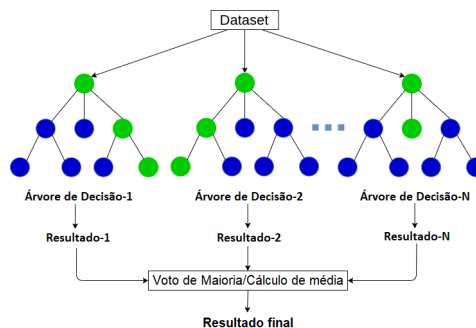 Dataset
Árvore de Decisão-1
Árvore de Decisão-2
Árvore de Decisão-N
Resultado-1
Resultado-2
Resultado-N
Voto de Maioria/Cálculo de média
Resultado final